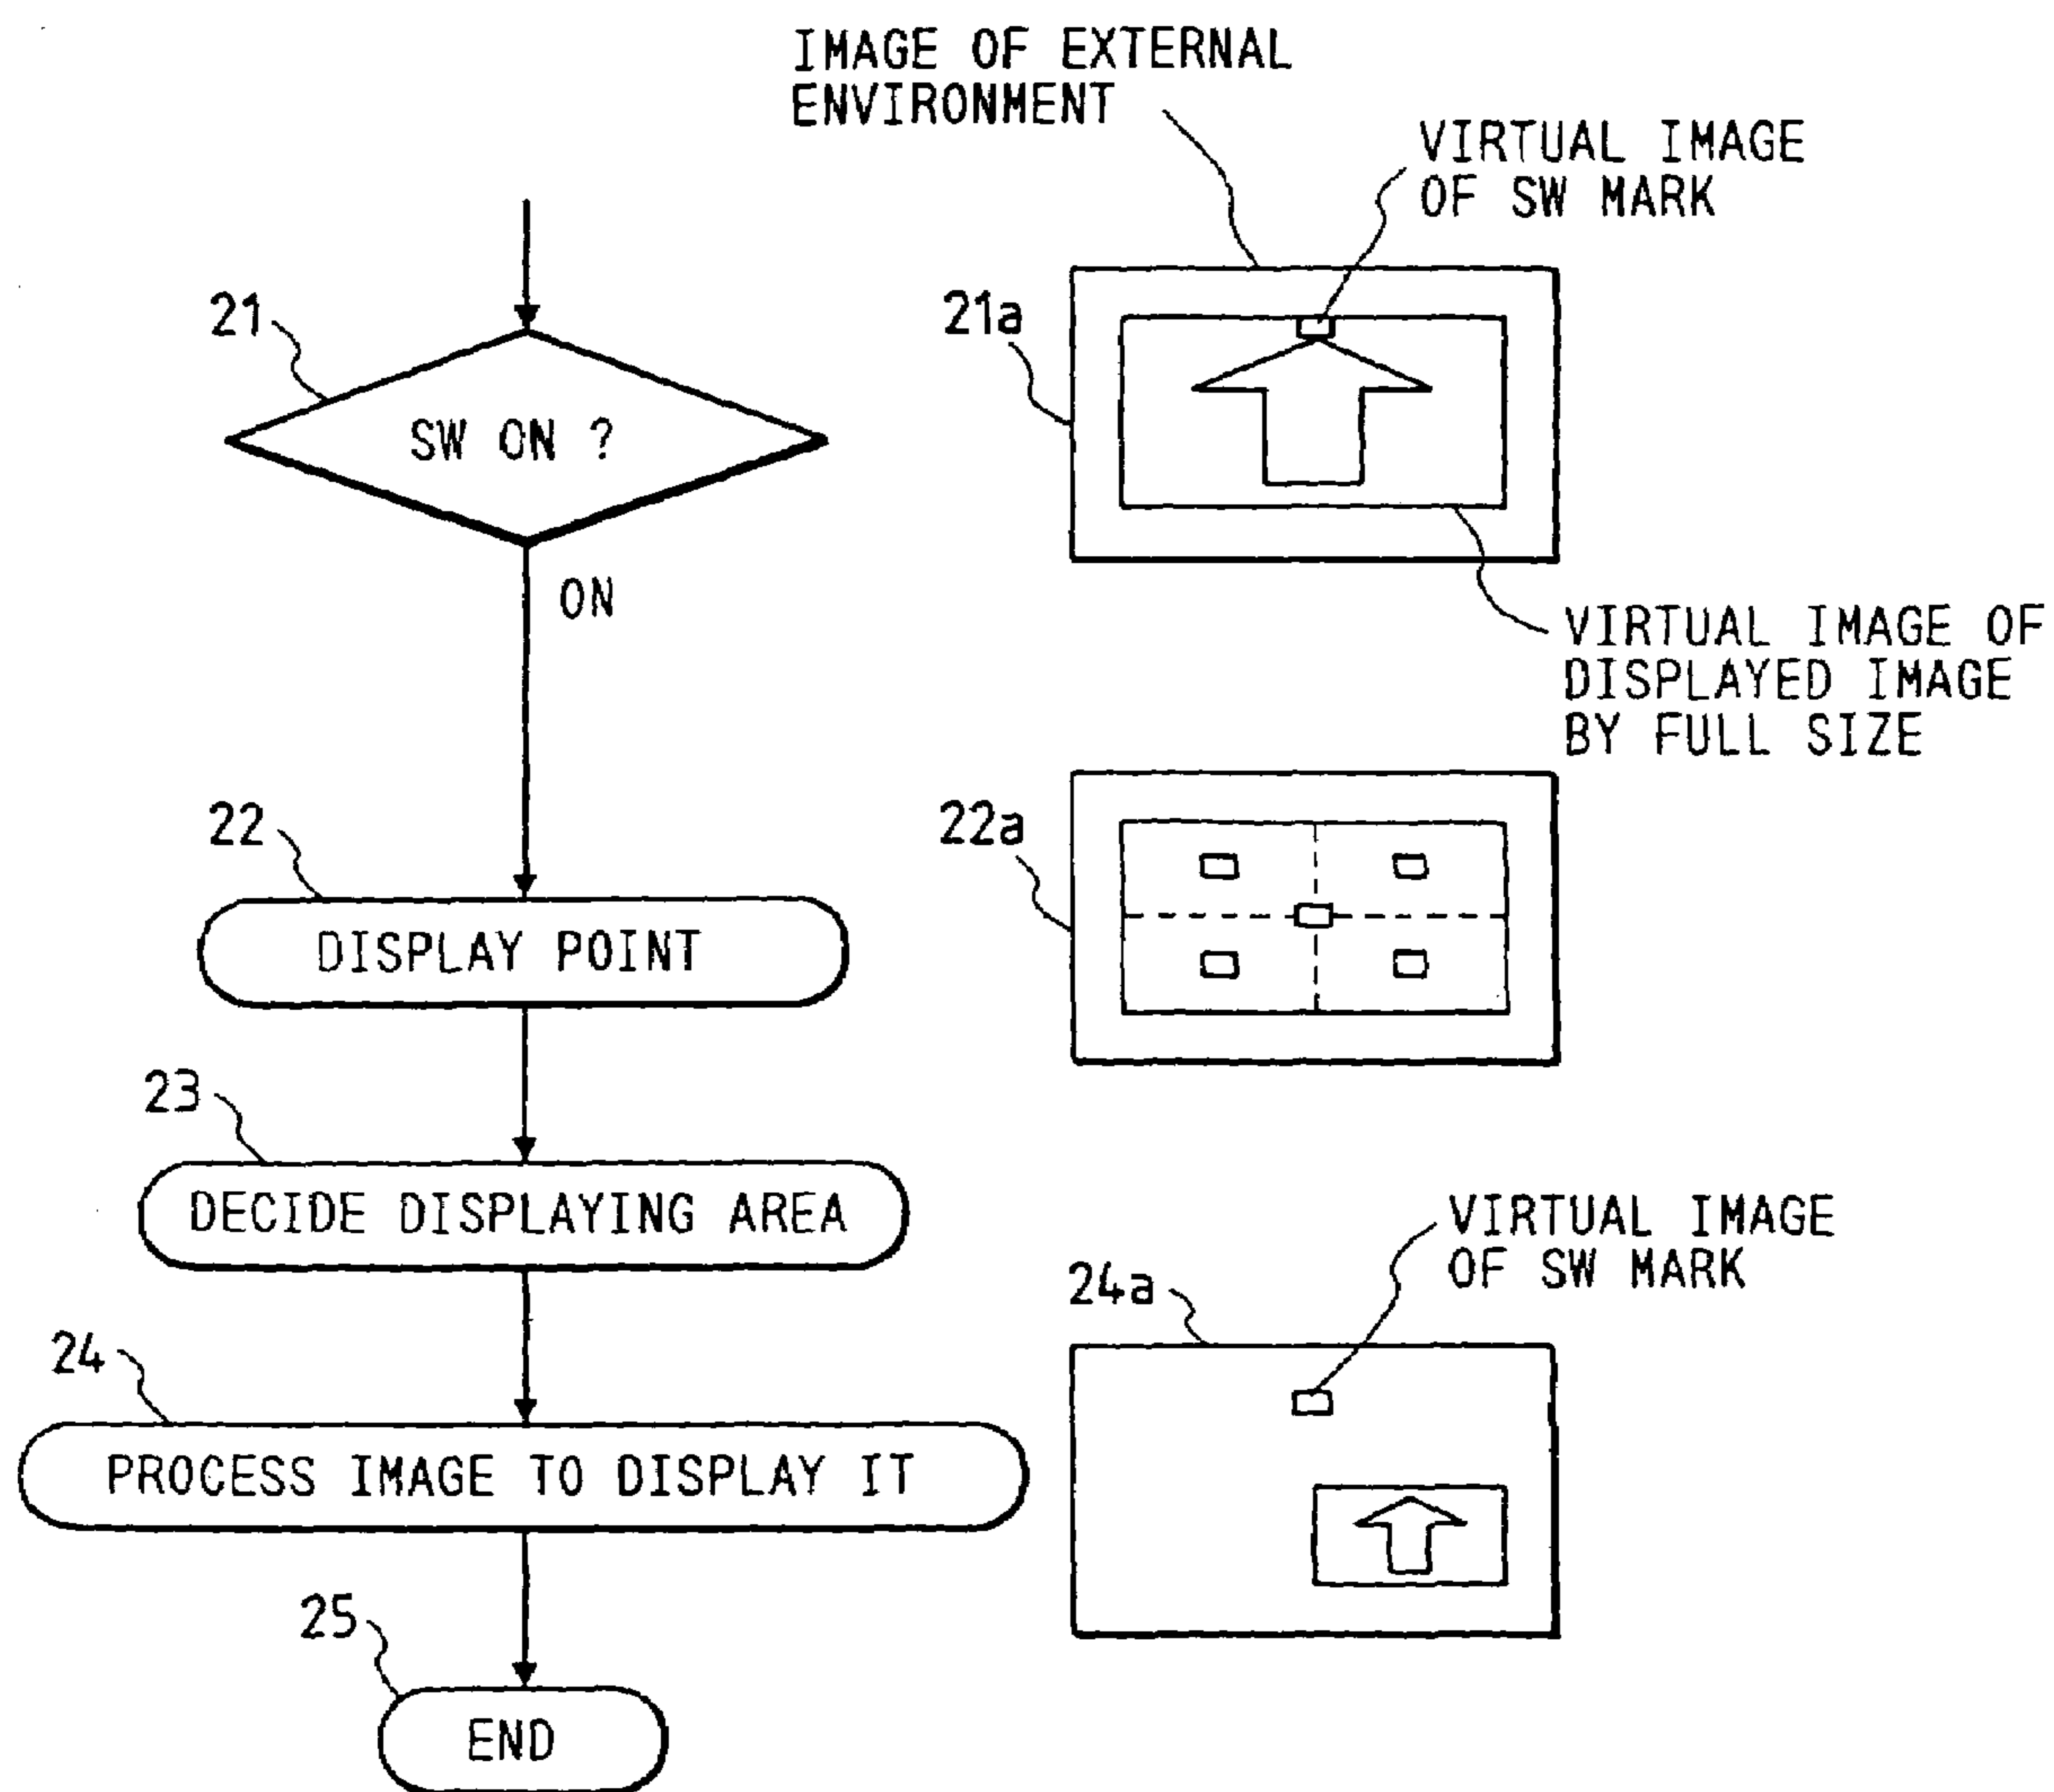 IMAGE OF EXTERNAL
ENVIRONMENT
VIRTUAL IMAGE
OF SW MARK
21
21a
SW ON ?
ON
VIRTUAL IMAGE OF
DISPLAYED IMAGE
BY FULL SIZE
22
22a
DISPLAY POINT
23
DECIDE DISPLAYING AREA
VIRTUAL IMAGE
OF SW MARK
24a
24
PROCESS IMAGE TO DISPLAY IT
25
END